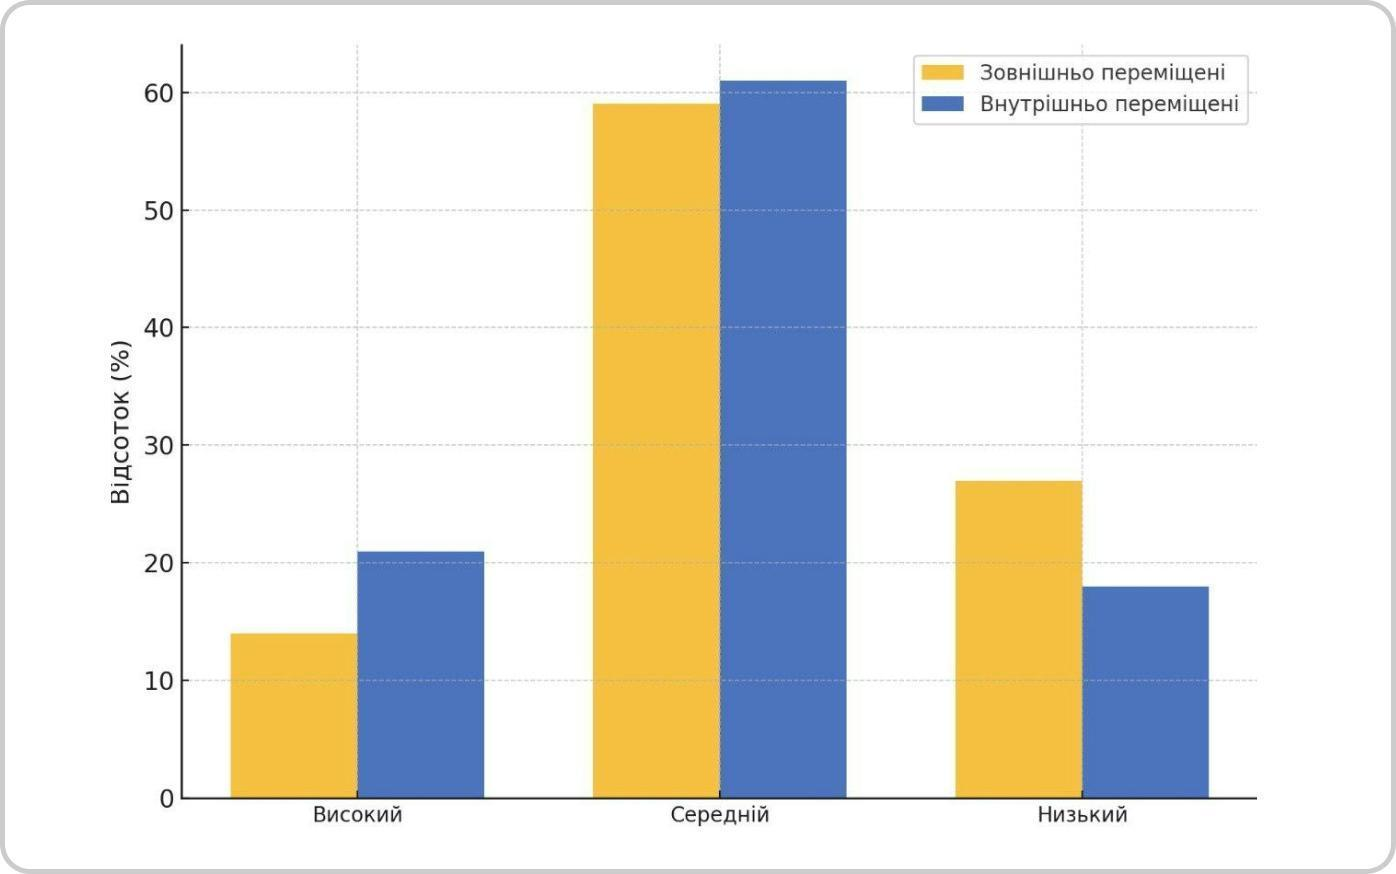 Зовнішньо переміщені
Внутрішньо переміщені
Відсоток (%)
60
50
40
30
20
10
0
Високий
Середній
Низький